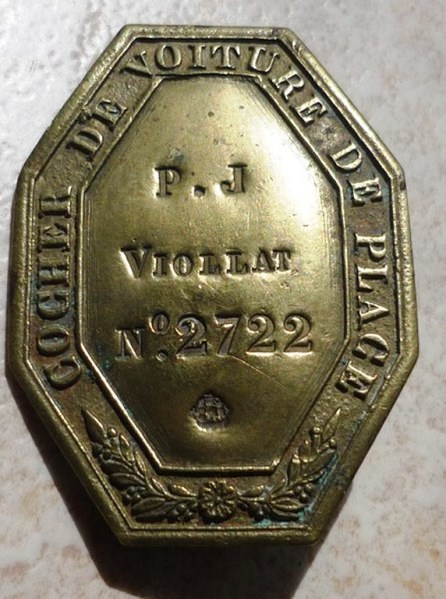 COCHER DE VOITURE DE PLACE
P. J
VIOLLAT
No. 2722